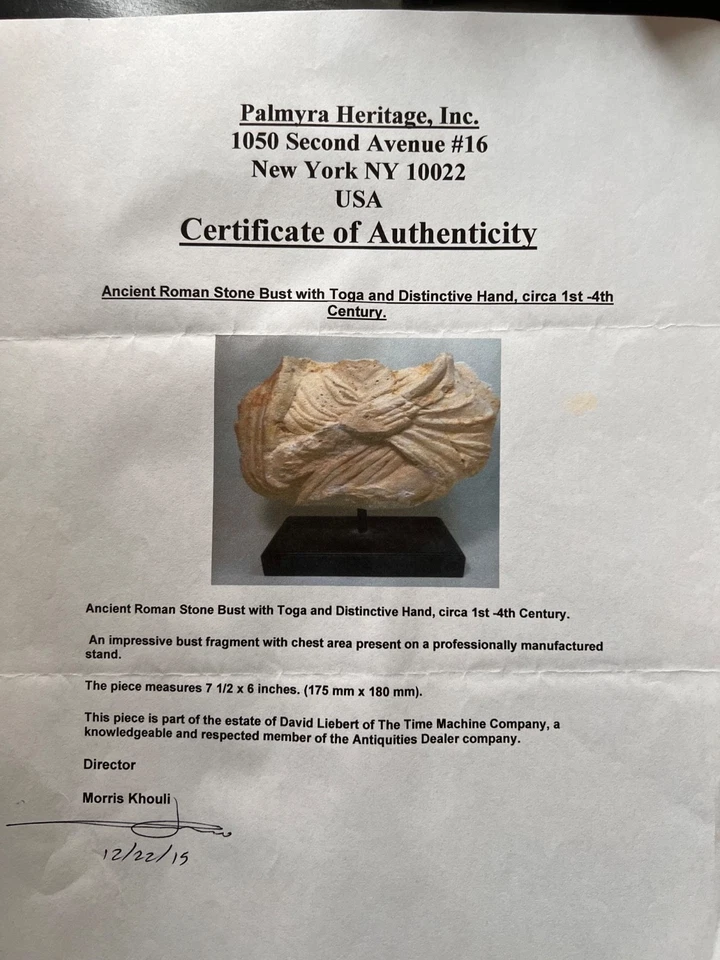 Palmyra Heritage, Inc.
1050 Second Avenue #16
New York NY 10022
USA
Certificate of Authenticity
Ancient Roman Stone Bust with Toga and Distinctive Hand, circa 1st -4th
Century.
Ancient Roman Stone Bust with Toga and Distinctive Hand, circa 1st -4th Century.
An impressive bust fragment with chest area present on a professionally manufactured
stand.
The piece measures 7 1/2 x 6 inches. (175 mm x 180 mm).
This piece is part of the estate of David Liebert of The Time Machine Company, a
knowledgeable and respected member of the Antiquities Dealer company.
Director
Morris Khouli
12/22/15